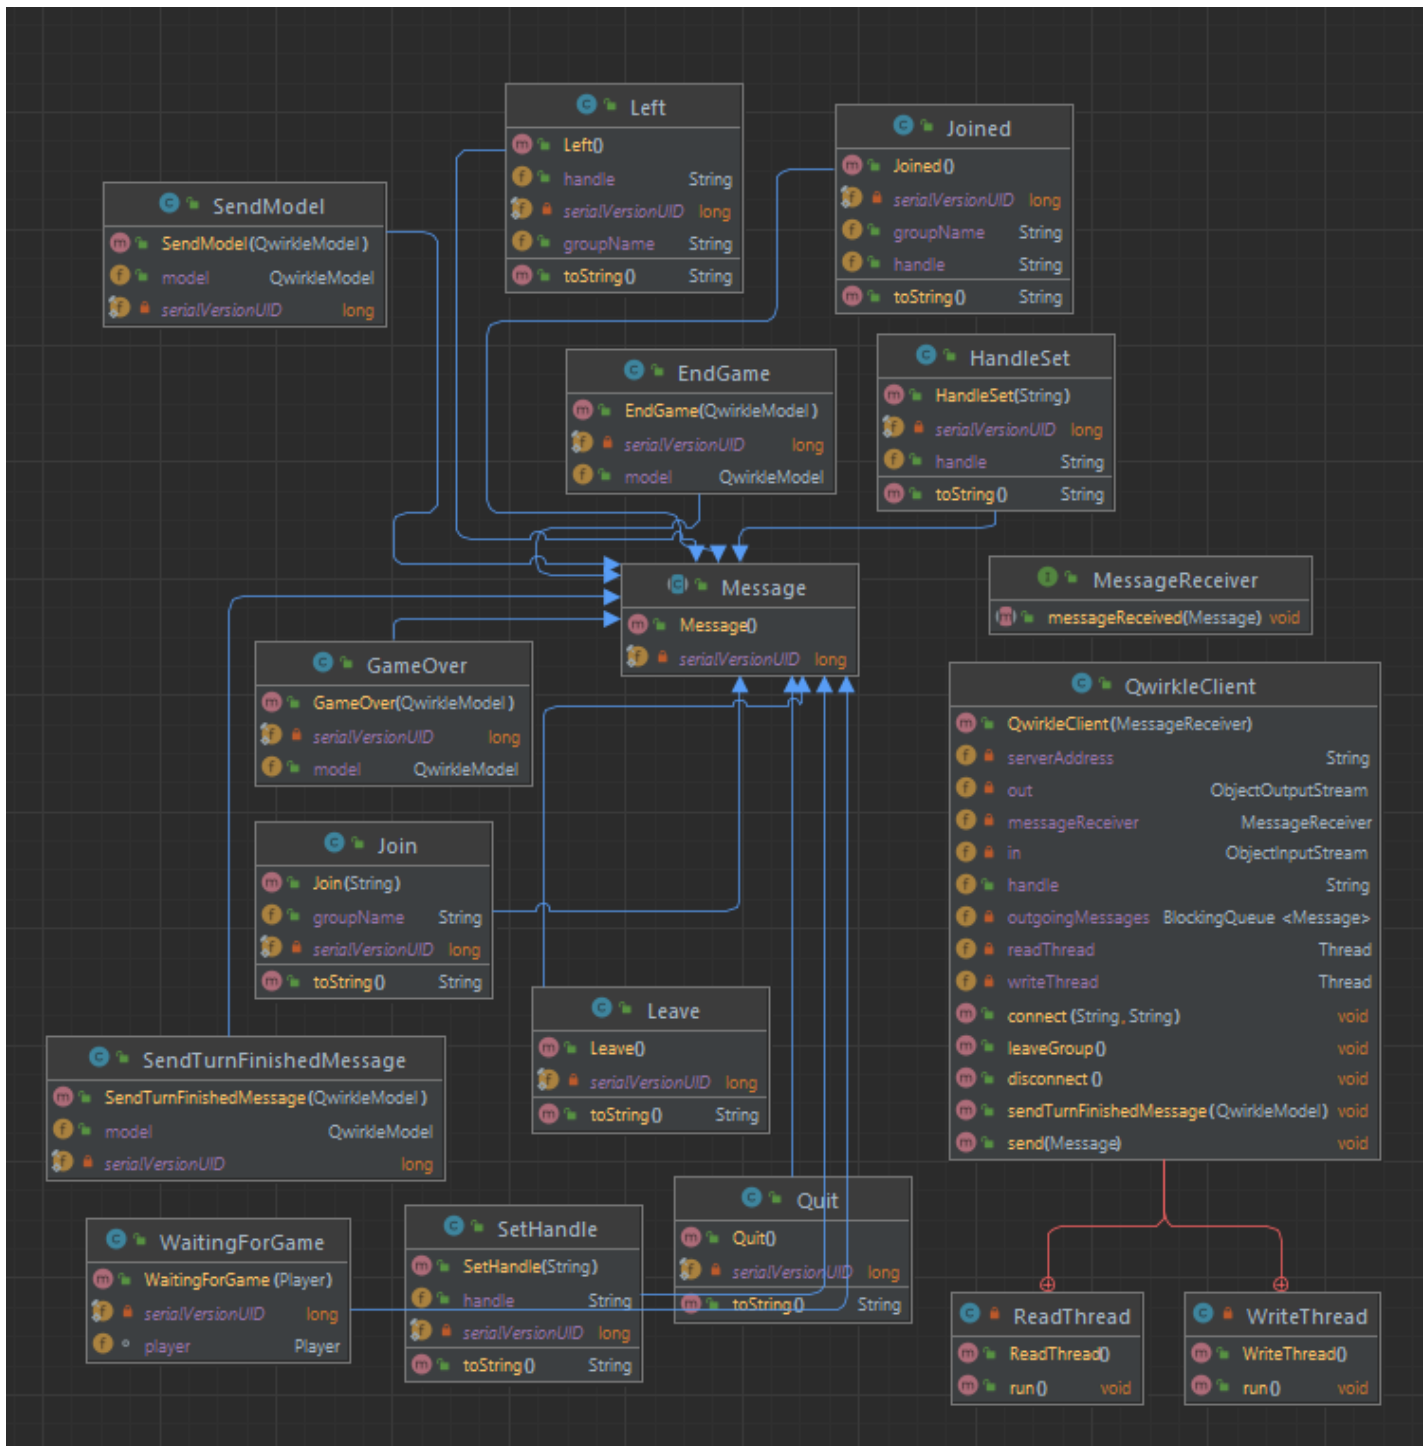 Left
Left()
handle String
serialVersionUID long
groupName String
toString() String
Joined
Joined()
serialVersionUID long
groupName String
handle String
toString() String
SendModel
SendModel(QwirkleModel)
model QwirkleModel
serialVersionUID long
EndGame
EndGame(QwirkleModel)
serialVersionUID long
model QwirkleModel
HandleSet
HandleSet(String)
serialVersionUID long
handle String
toString() String
Message
Message()
serialVersionUID long
MessageReceiver
messageReceived(Message) void
GameOver
GameOver(QwirkleModel)
serialVersionUID long
model QwirkleModel
QwirkleClient
QwirkleClient(MessageReceiver)
serverAddress String
out ObjectOutputStream
messageReceiver MessageReceiver
in ObjectInputStream
handle String
outgoingMessages BlockingQueue <Message>
readThread Thread
writeThread Thread
connect (String, String) void
leaveGroup() void
disconnect () void
sendTurnFinishedMessage(QwirkleModel) void
send(Message) void
Join
Join(String)
groupName String
serialVersionUID long
toString() String
Leave
Leave()
serialVersionUID long
toString() String
SendTurnFinishedMessage
SendTurnFinishedMessage(QwirkleModel)
model QwirkleModel
serialVersionUID long
Quit
Quit()
serialVersionUID long
toString() String
SetHandle
SetHandle(String)
handle String
serialVersionUID long
toString() String
WaitingForGame
WaitingForGame (Player)
serialVersionUID long
player Player
ReadThread
ReadThread()
run() void
WriteThread
WriteThread()
run() void